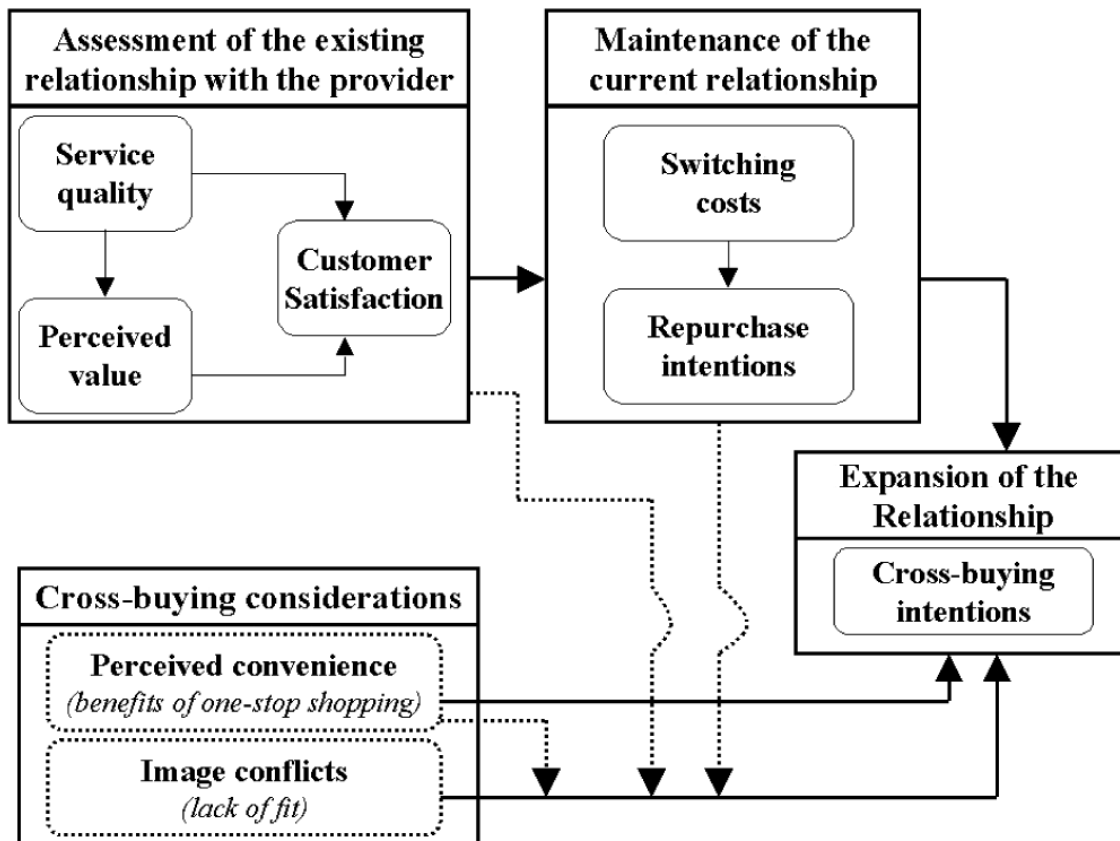 Assessment of the existing
relationship with the provider
Service
quality
Customer
Satisfaction
Perceived
value
Maintenance of the
current relationship
Switching
costs
Repurchase
intentions
Expansion of the
Relationship
Cross-buying
intentions
Cross-buying considerations
Perceived convenience
(benefits of one-stop shopping)
Image conflicts
(lack of fit)